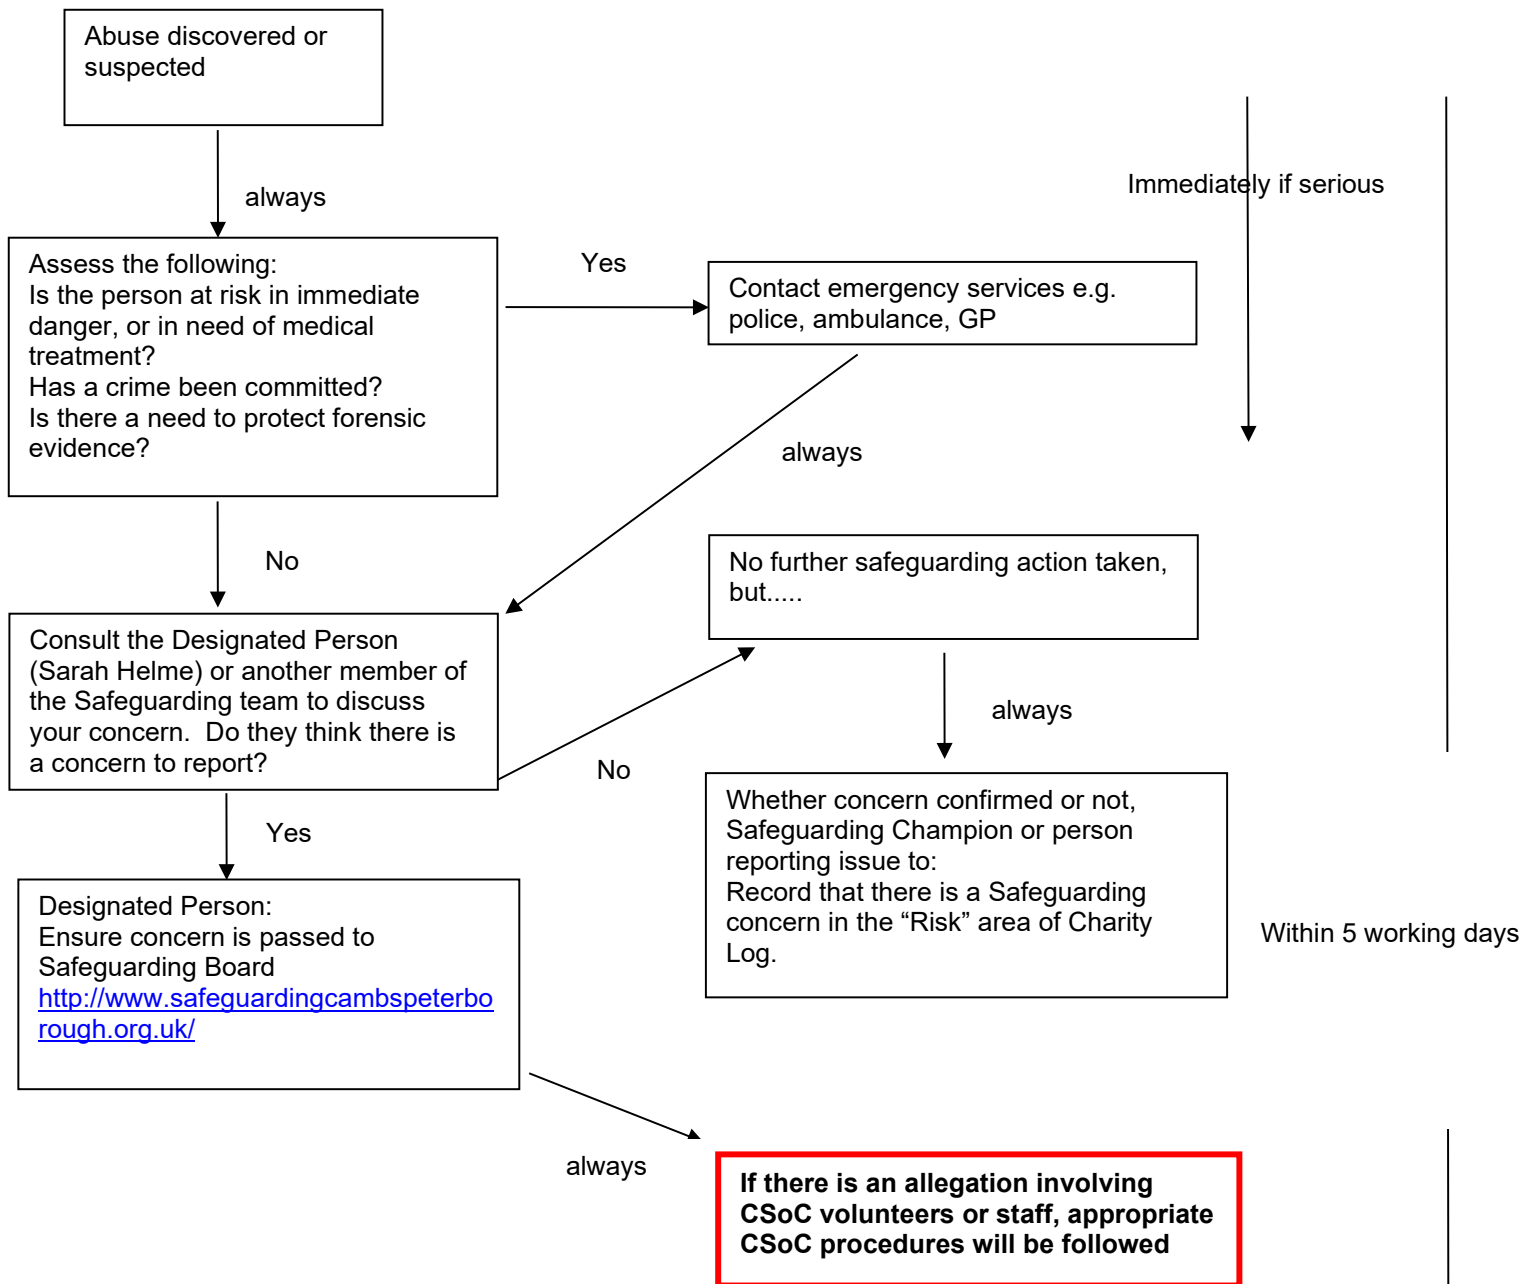 Abuse discovered or
suspected
always
Immediately if serious
Assess the following:
Is the person at risk in immediate
danger, or in need of medical
treatment?
Has a crime been committed?
Is there a need to protect forensic
evidence?
Yes
Contact emergency services e.g.
police, ambulance, GP
always
No
No further safeguarding action taken,
but.....
Consult the Designated Person
(Sarah Helme) or another member of
the Safeguarding team to discuss
your concern.  Do they think there is
a concern to report?
always
No
Whether concern confirmed or not,
Safeguarding Champion or person
reporting issue to:
Record that there is a Safeguarding
concern in the “Risk” area of Charity
Log.
Within 5 working days
Yes
Designated Person:
Ensure concern is passed to
Safeguarding Board
http://www.safeguardingcambspeterbo
rough.org.uk/
always
If there is an allegation involving
CSoC volunteers or staff, appropriate
CSoC procedures will be followed